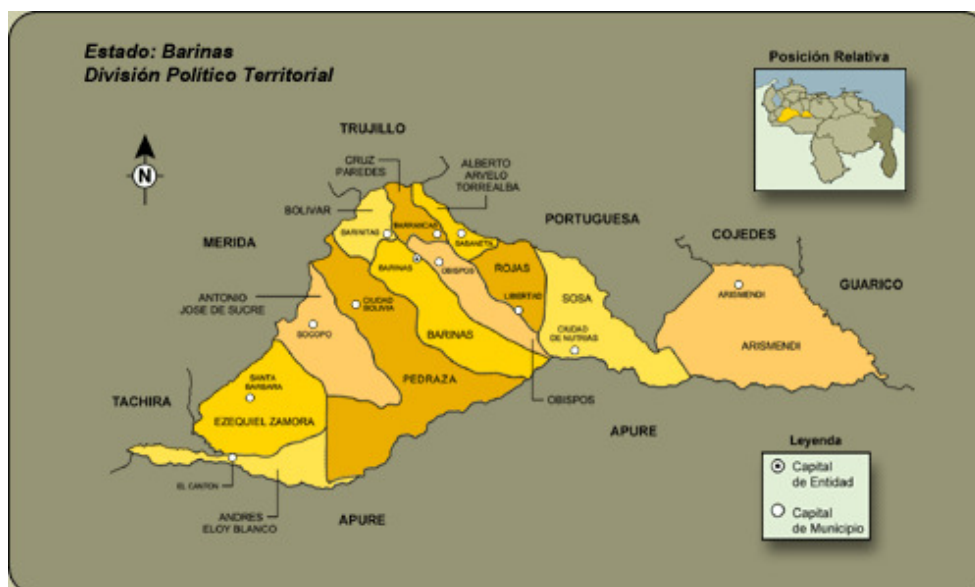 Estado: Barinas
División Político Territorial
Posición Relativa
N
TRUJILLO
CRUZ
PAREDES
ALBERTO
ARVELO
TORREALBA
BOLIVAR
BARINITAS
BARRANCAS
SABANETA
PORTUGUESA
COJEDES
MERIDA
BARINAS
OBISPOS
ROJAS
GUARICO
ANTONIO
JOSE DE SUCRE
CIUDAD
BOLIVIA
LIBERTAD
SOSA
ARISMENDI
SOCOPO
BARINAS
CIUDAD
DE NUTRIAS
ARISMENDI
SANTA
BARBARA
PEDRAZA
TACHIRA
OBISPOS
EZEQUIEL ZAMORA
APURE
EL CANTON
ANDRES
ELOY BLANCO
APURE
Leyenda
Capital
de Entidad
Capital
de Municipio